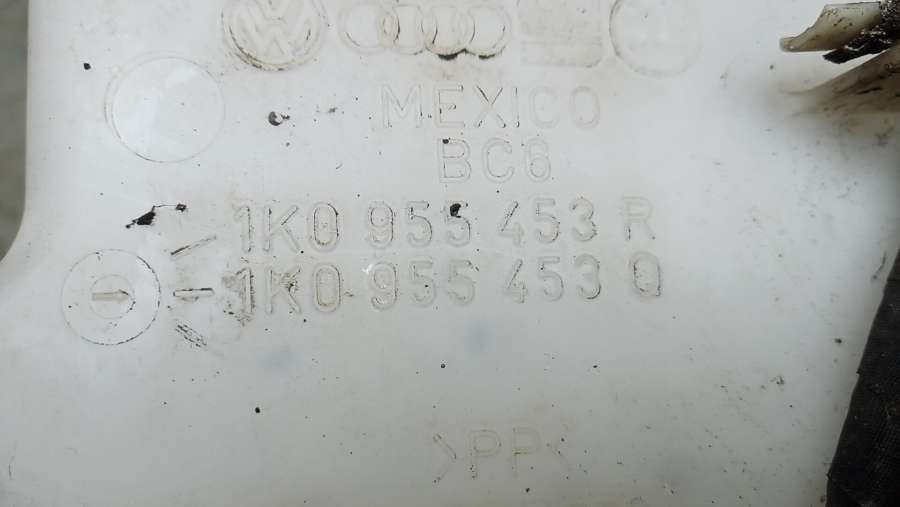 MEXICO
BC6
1K0 955 453 R
1K0 955 453 Q
>PP<